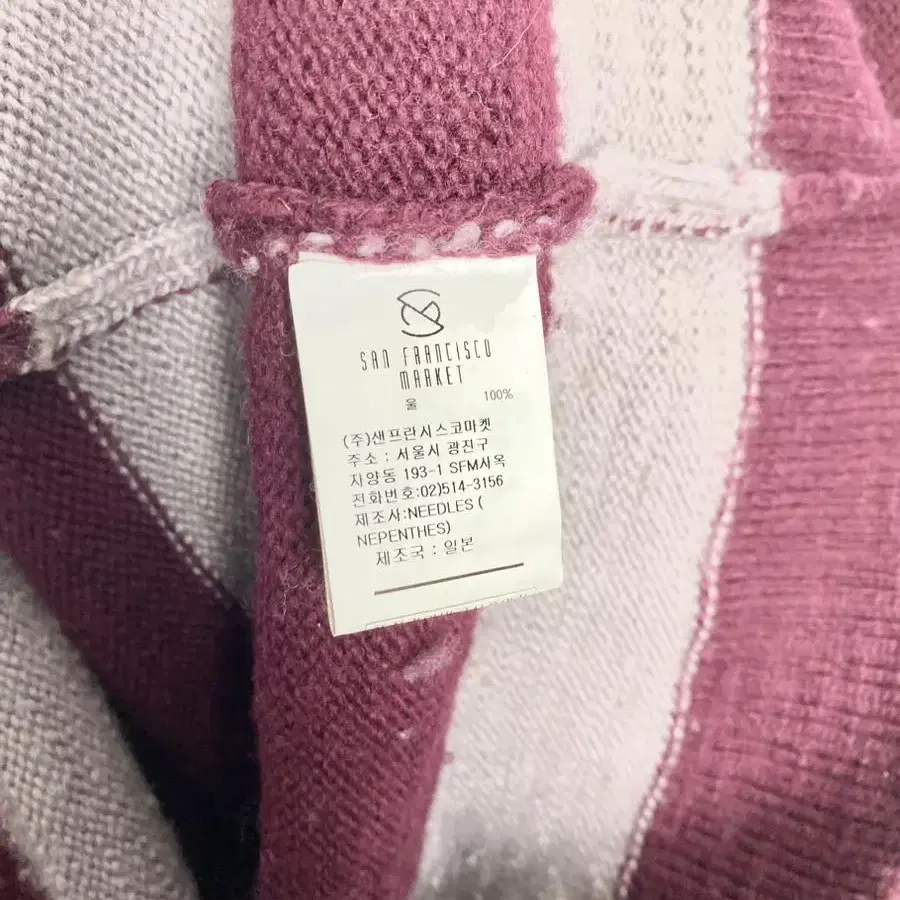 SAN FRANCISCO
MARKET
울 100%
(주)샌프란시스코마켓
주소 : 서울시 광진구
자양동 193-1 SFM사옥
전화번호:02)514-3156
제조사:NEEDLES (
NEPENTHES)
제조국 : 일본